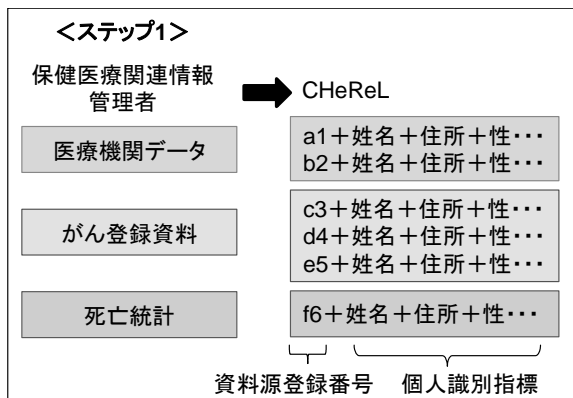 ＜ステップ1＞
保健医療関連情報
管理者
CHeReL
医療機関データ
a1＋姓名＋住所＋性･･･
b2＋姓名＋住所＋性･･･
がん登録資料
c3＋姓名＋住所＋性･･･
d4＋姓名＋住所＋性･･･
e5＋姓名＋住所＋性･･･
死亡統計
f6＋姓名＋住所＋性･･･
資料源登録番号
個人識別指標